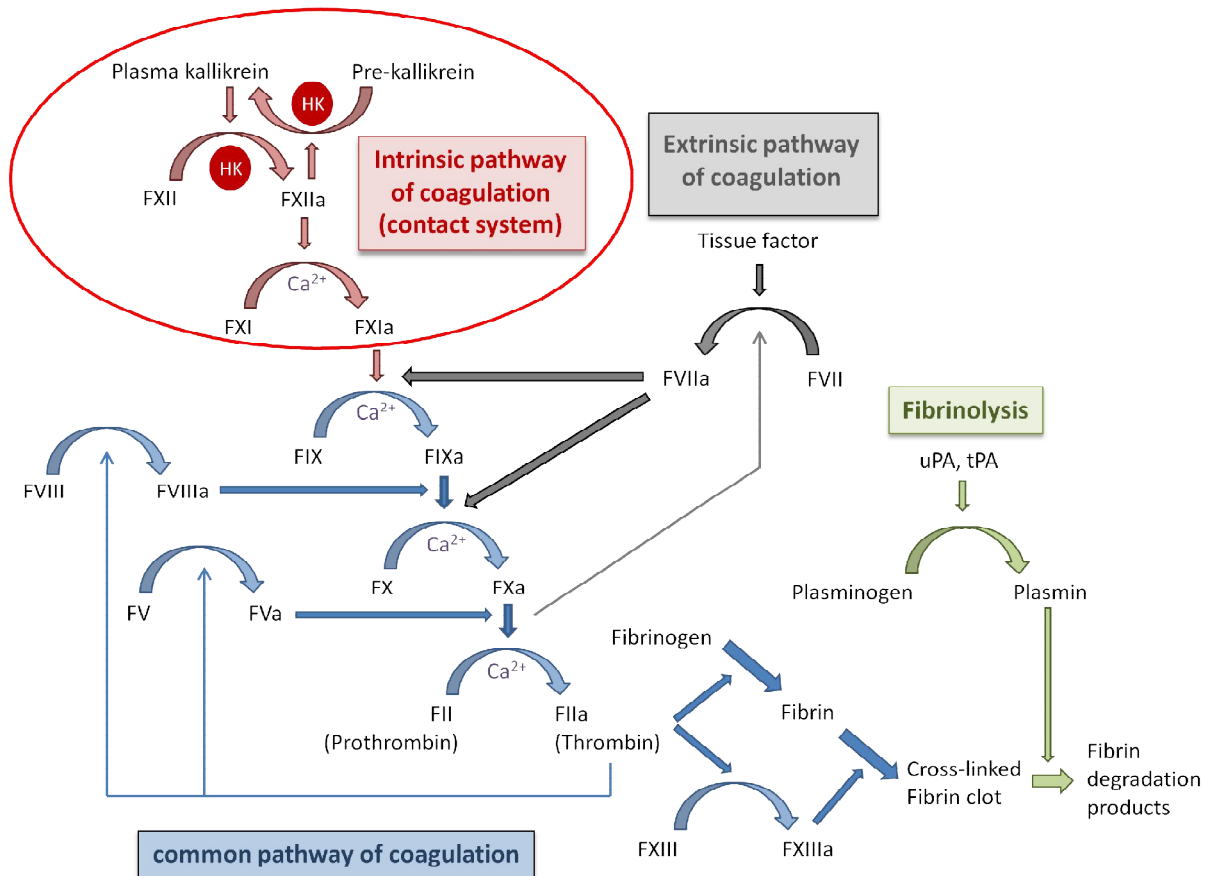 Plasma kallikrein
Pre-kallikrein
HK
HK
FXII
FXIIa
Intrinsic pathway
of coagulation
(contact system)
Ca²⁺
FXI
FXIa
Extrinsic pathway
of coagulation
Tissue factor
FVIIa
FVII
Ca²⁺
FIX
FIXa
FVIII
FVIIIa
Ca²⁺
FX
FXa
FV
FVa
Ca²⁺
FII
(Prothrombin)
FIIa
(Thrombin)
Fibrinogen
Fibrin
FXIII
FXIIIa
Cross-linked
Fibrin clot
Fibrinolysis
uPA, tPA
Plasminogen
Plasmin
Fibrin
degradation
products
common pathway of coagulation